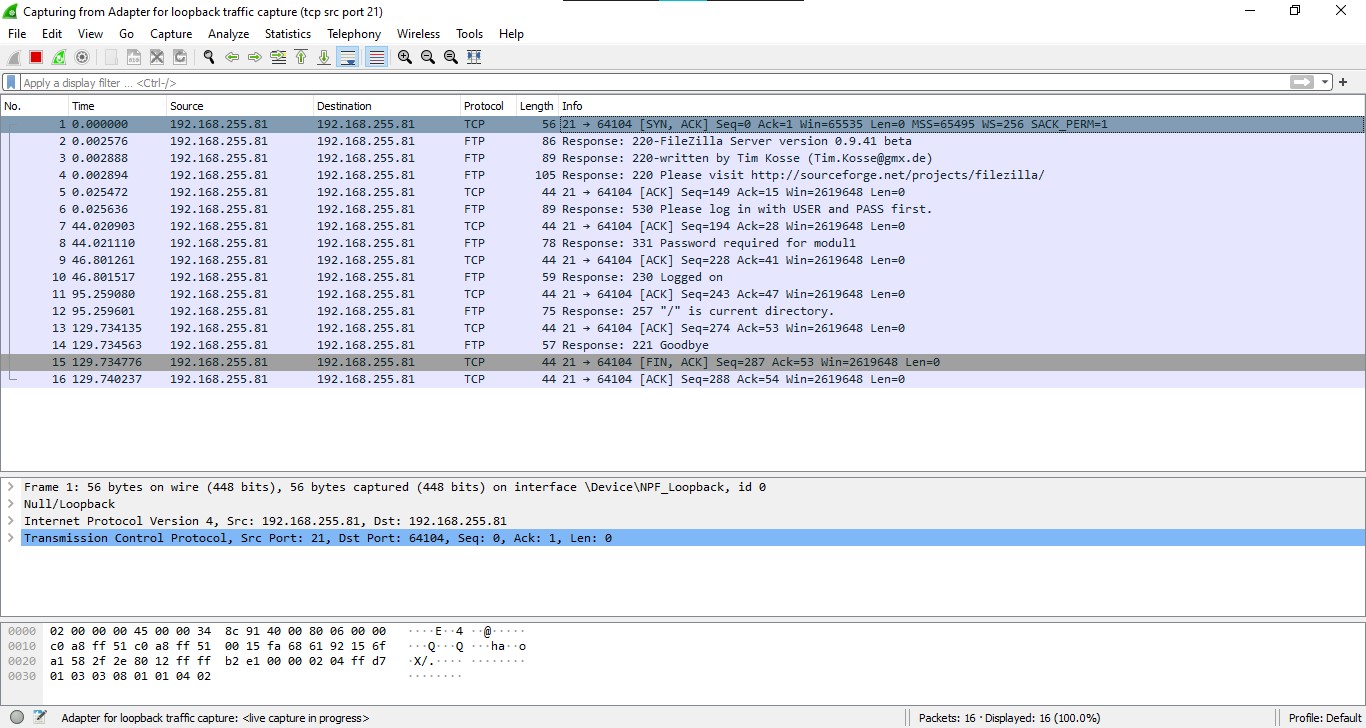 Capturing from Adapter for loopback traffic capture (tcp src port 21)
File Edit View Go Capture Analyze Statistics Telephony Wireless Tools Help
Apply a display filter ... <Ctrl-/>
No. Time Source Destination Protocol Length Info
1 0.000000 192.168.255.81 192.168.255.81 TCP 56 21 → 64104 [SYN, ACK] Seq=0 Ack=1 Win=65535 Len=0 MSS=65495 WS=256 SACK_PERM=1
2 0.002576 192.168.255.81 192.168.255.81 FTP 86 Response: 220-FileZilla Server version 0.9.41 beta
3 0.002888 192.168.255.81 192.168.255.81 FTP 89 Response: 220-written by Tim Kosse (Tim.Kosse@gmx.de)
4 0.002894 192.168.255.81 192.168.255.81 FTP 105 Response: 220 Please visit http://sourceforge.net/projects/filezilla/
5 0.025472 192.168.255.81 192.168.255.81 TCP 44 21 → 64104 [ACK] Seq=149 Ack=15 Win=2619648 Len=0
6 0.025636 192.168.255.81 192.168.255.81 FTP 89 Response: 530 Please log in with USER and PASS first.
7 44.020903 192.168.255.81 192.168.255.81 TCP 44 21 → 64104 [ACK] Seq=194 Ack=28 Win=2619648 Len=0
8 44.021110 192.168.255.81 192.168.255.81 FTP 78 Response: 331 Password required for modul1
9 46.801261 192.168.255.81 192.168.255.81 TCP 44 21 → 64104 [ACK] Seq=228 Ack=41 Win=2619648 Len=0
10 46.801517 192.168.255.81 192.168.255.81 FTP 59 Response: 230 Logged on
11 95.259080 192.168.255.81 192.168.255.81 TCP 44 21 → 64104 [ACK] Seq=243 Ack=47 Win=2619648 Len=0
12 95.259601 192.168.255.81 192.168.255.81 FTP 75 Response: 257 "/" is current directory.
13 129.734135 192.168.255.81 192.168.255.81 TCP 44 21 → 64104 [ACK] Seq=274 Ack=53 Win=2619648 Len=0
14 129.734563 192.168.255.81 192.168.255.81 FTP 57 Response: 221 Goodbye
15 129.734776 192.168.255.81 192.168.255.81 TCP 44 21 → 64104 [FIN, ACK] Seq=287 Ack=53 Win=2619648 Len=0
16 129.740237 192.168.255.81 192.168.255.81 TCP 44 21 → 64104 [ACK] Seq=288 Ack=54 Win=2619648 Len=0
Frame 1: 56 bytes on wire (448 bits), 56 bytes captured (448 bits) on interface \Device\NPF_Loopback, id 0
Null/Loopback
Internet Protocol Version 4, Src: 192.168.255.81, Dst: 192.168.255.81
Transmission Control Protocol, Src Port: 21, Dst Port: 64104, Seq: 0, Ack: 1, Len: 0
0000 02 00 00 00 45 00 00 34 8c 91 40 00 80 06 00 00 ····E··4 ··@·····
0010 c0 a8 ff 51 c0 a8 ff 51 00 15 fa 68 61 92 15 6f ···Q···Q ···ha··o
0020 a1 58 2f 2e 80 12 ff ff b2 e1 00 00 02 04 ff d7 ·X/.···· ········
0030 01 03 03 08 01 01 04 02 ········
Adapter for loopback traffic capture: <live capture in progress> Packets: 16 · Displayed: 16 (100.0%) Profile: Default